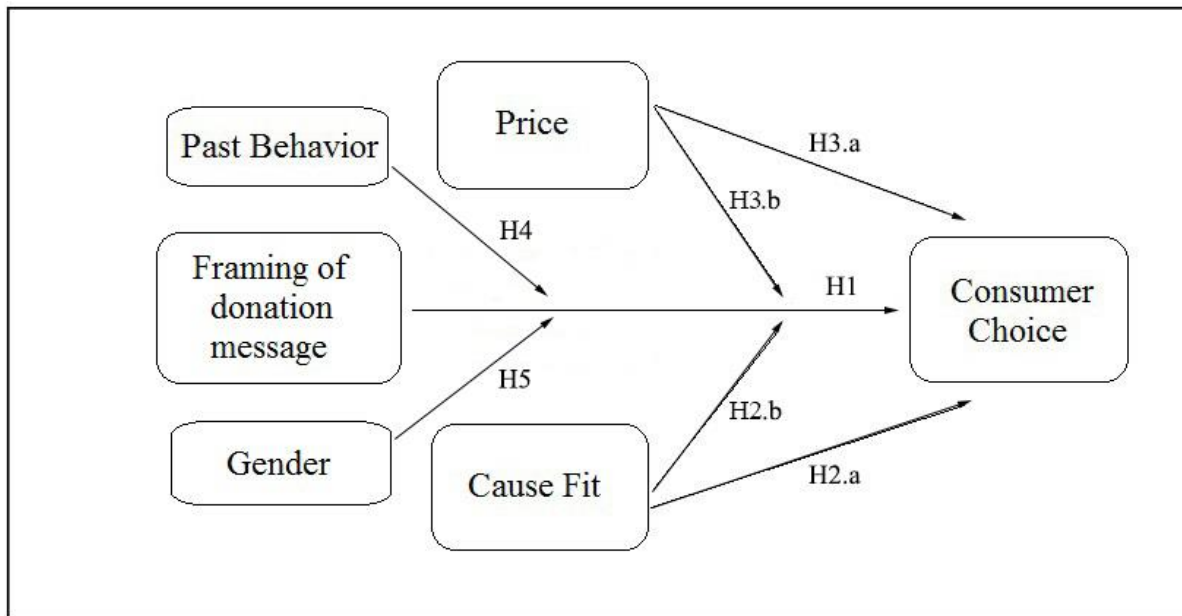 Price
Past Behavior
H3.a
H3.b
H4
Framing of
donation
message
H1
Consumer
Choice
H5
H2.b
Gender
Cause Fit
H2.a